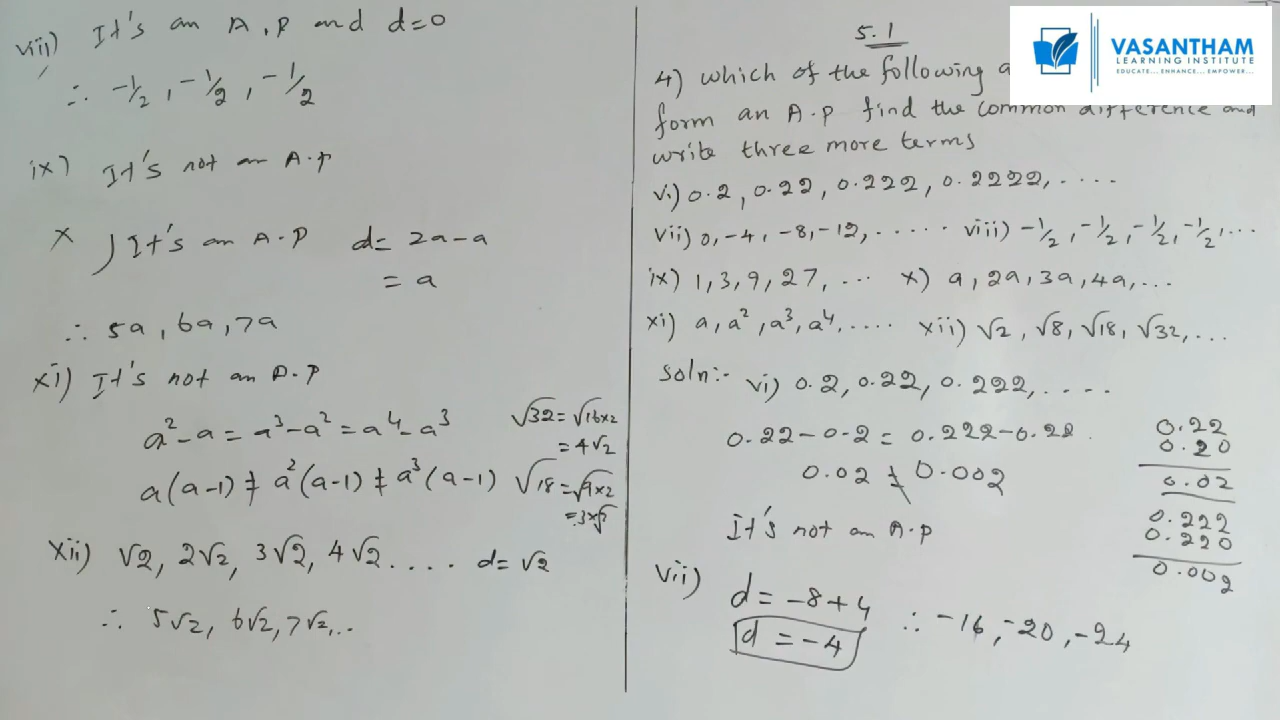 viii) It's an A.P and d=0
∴ -1/2, -1/2, -1/2
ix) It's not an A.P
x) It's an A.P d= 2a-a
= a
∴ 5a, 6a, 7a
xi) It's not an A.P
a²-a = a³-a² = a⁴-a³
a(a-1) ≠ a²(a-1) ≠ a³(a-1)
√32 = √16x2
= 4√2
√18 = √9x2
= 3x√2
xii) √2, 2√2, 3√2, 4√2.... d= √2
∴ 5√2, 6√2, 7√2,..
5.1
4) which of the following a
form an A.p find the common difference and
write three more terms
vi) 0.2, 0.22, 0.222, 0.2222, ....
vii) 0, -4, -8, -12, ..... viii) -1/2, -1/2, -1/2, -1/2, ...
ix) 1, 3, 9, 27, ... x) a, 2a, 3a, 4a, ...
xi) a, a², a³, a⁴, .... xii) √2, √8, √18, √32, ...
Soln:- vi) 0.2, 0.22, 0.222, ....
0.22-0.2 = 0.222-0.22
0.02 ≠ 0.002
It's not an A.p
0.22
0.20
0.02
0.222
0.220
0.002
vii) d = -8+4
d = -4
∴ -16, -20, -24
VASANTHAM
LEARNING INSTITUTE
EDUCATE... ENHANCE... EMPOWER...